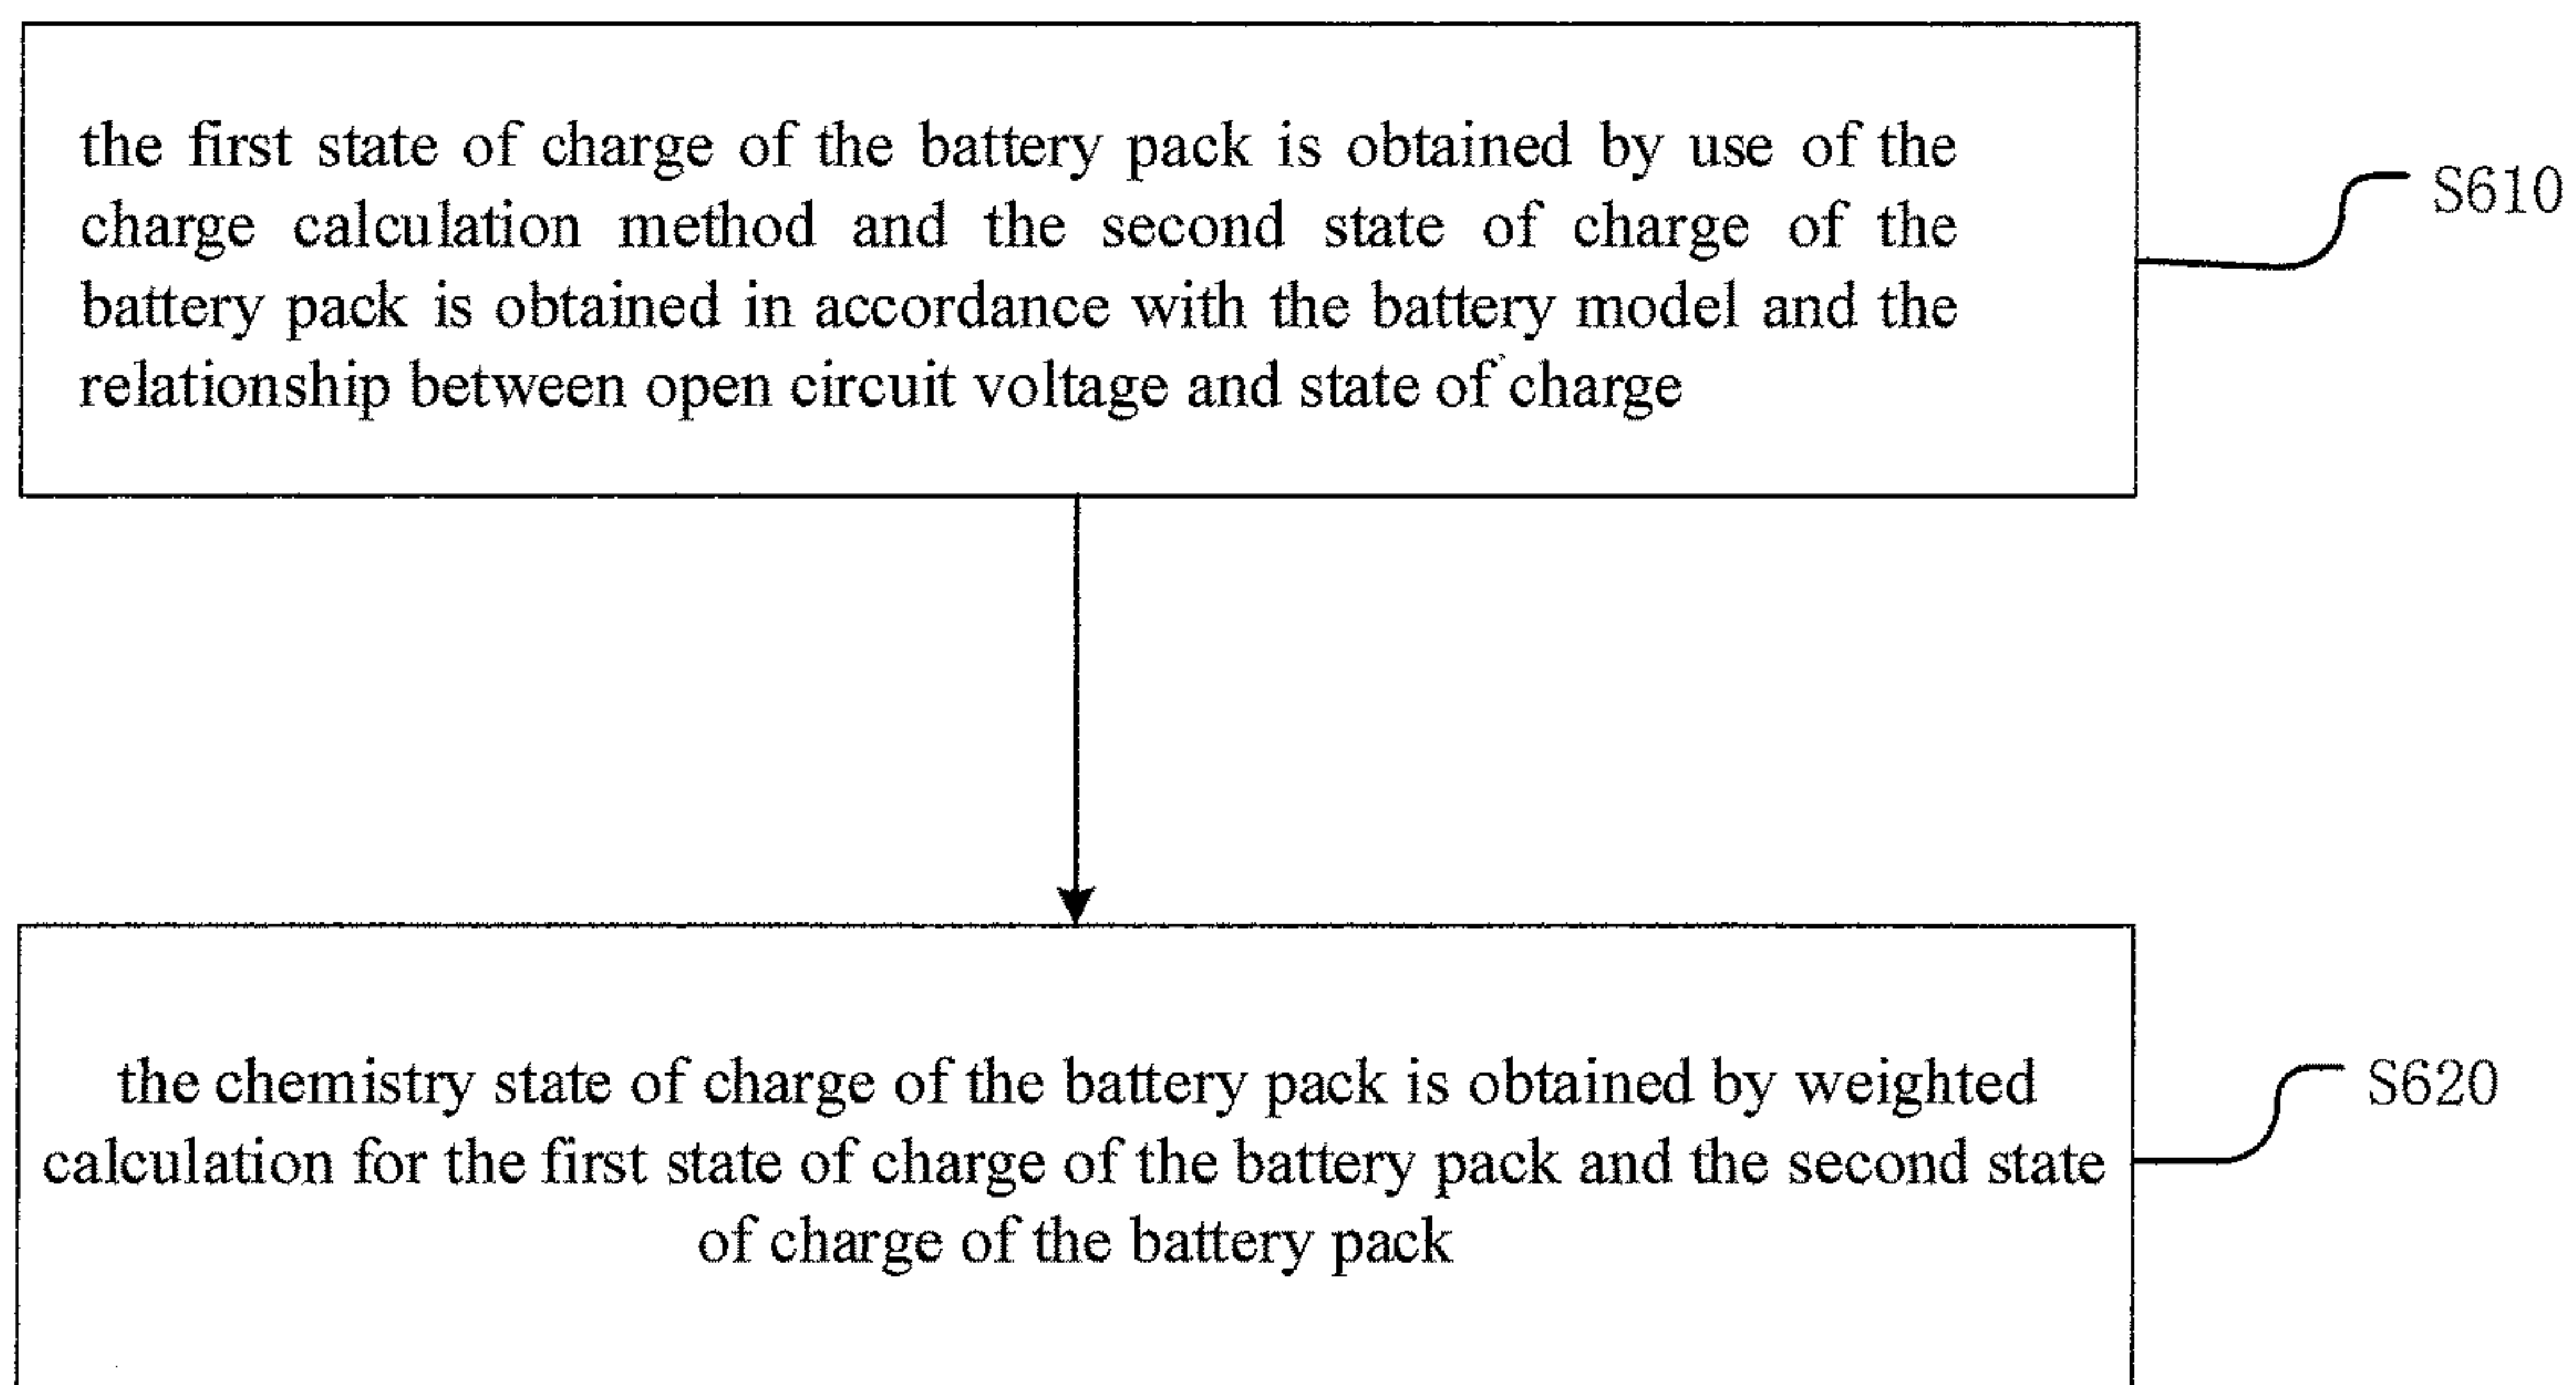 the first state of charge of the battery pack is obtained by use of the
charge calculation method and the second state of charge of the
battery pack is obtained in accordance with the battery model and the
relationship between open circuit voltage and state of charge
S610
the chemistry state of charge of the battery pack is obtained by weighted
calculation for the first state of charge of the battery pack and the second state
of charge of the battery pack
S620